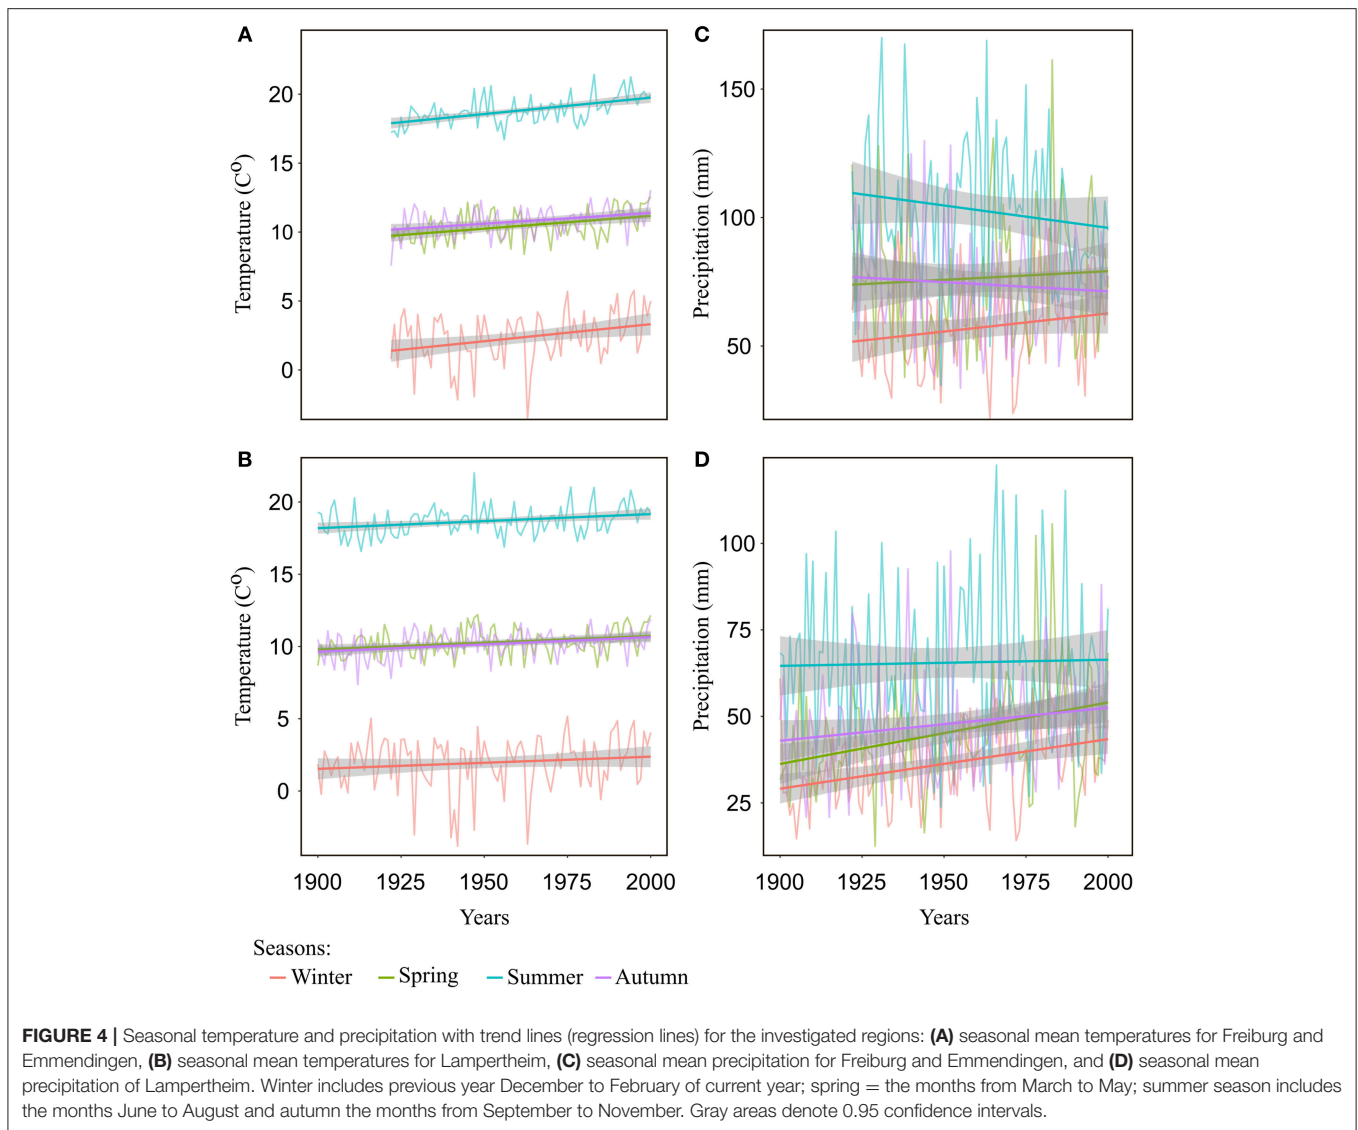 A
20
15
10
5
0
Temperature (C⁰)
C
150
100
50
Precipitation (mm)
B
20
15
10
5
0
Temperature (C⁰)
1900 1925 1950 1975 2000
Years
D
100
75
50
25
Precipitation (mm)
1900 1925 1950 1975 2000
Years
Seasons:
Winter Spring Summer Autumn
FIGURE 4 | Seasonal temperature and precipitation with trend lines (regression lines) for the investigated regions: (A) seasonal mean temperatures for Freiburg and
Emmendingen, (B) seasonal mean temperatures for Lampertheim, (C) seasonal mean precipitation for Freiburg and Emmendingen, and (D) seasonal mean
precipitation of Lampertheim. Winter includes previous year December to February of current year; spring = the months from March to May; summer season includes
the months June to August and autumn the months from September to November. Gray areas denote 0.95 confidence intervals.